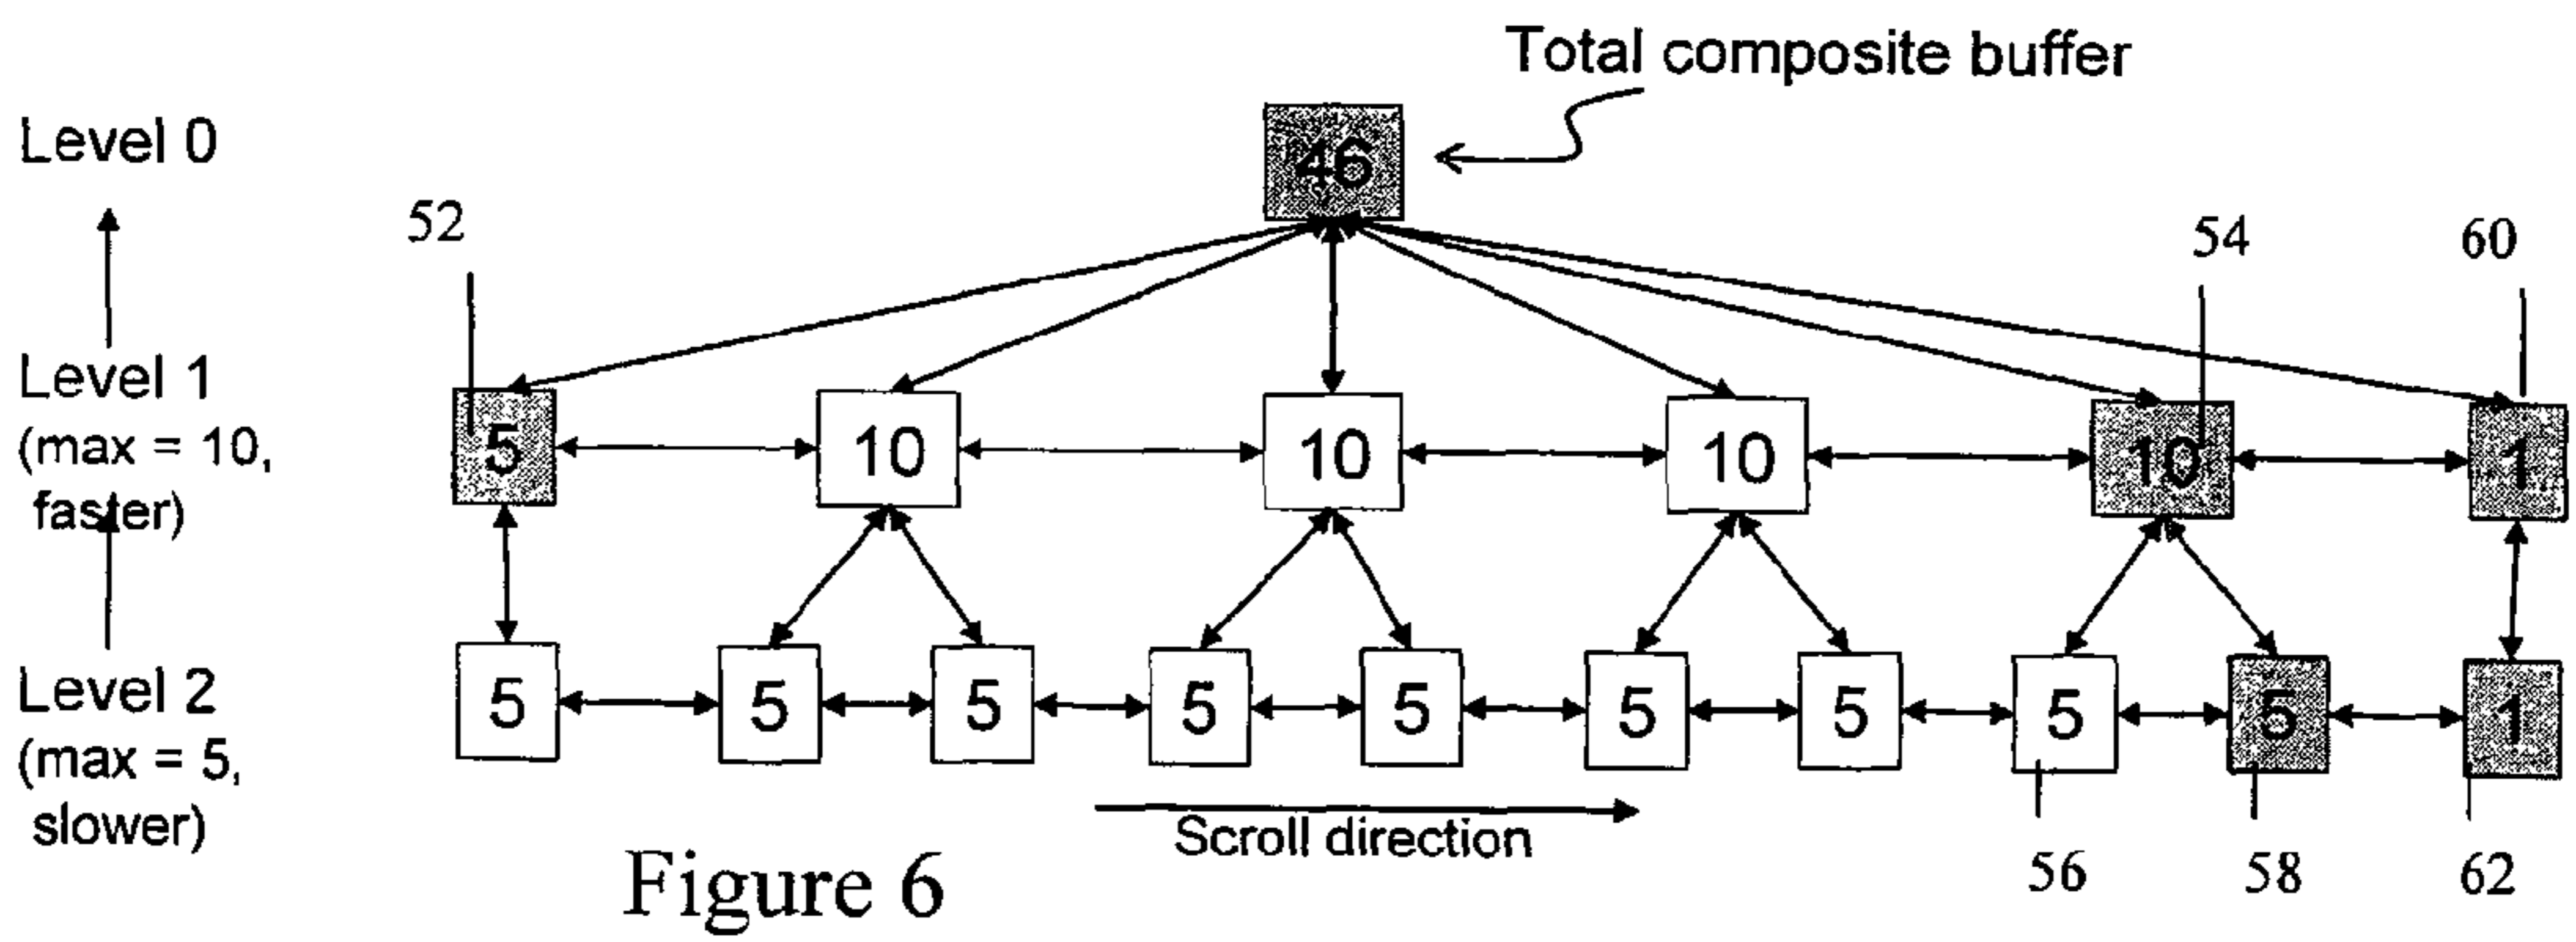 Total composite buffer
Level 0
46
52
54
60
Level 1
(max = 10,
faster)
5
10
10
10
10
1
Level 2
(max = 5,
slower)
5
5
5
5
5
5
5
5
5
1
Scroll direction
56
58
62
Figure 6